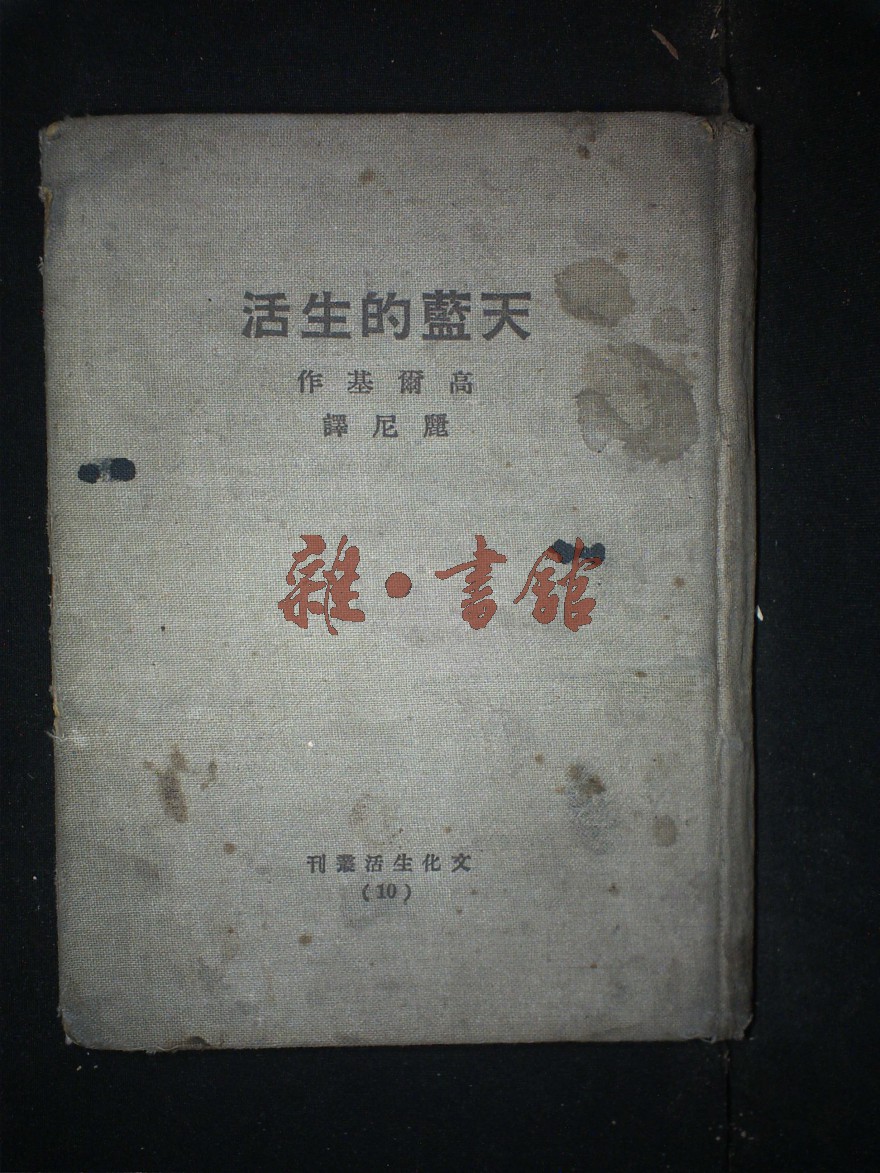 天藍的生活
高爾基作
麗尼譯
雜·書館
文化生活叢刊
(10)